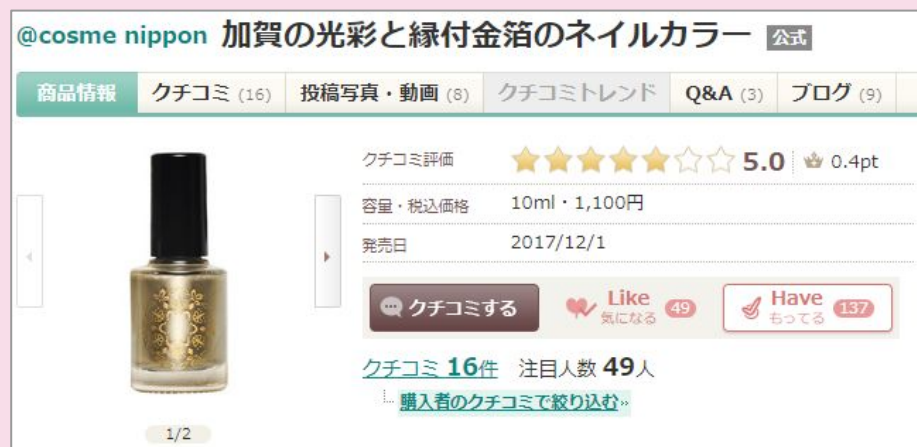 @cosme nippon 加賀の光彩と縁付金箔のネイルカラー 公式
商品情報 クチコミ (16) 投稿写真・動画 (8) クチコミトレンド Q&A (3) ブログ (9)
クチコミ評価 5.0 0.4pt
容量・税込価格 10ml・1,100円
発売日 2017/12/1
クチコミする Like 気になる 49 Have もってる 137
クチコミ 16件 注目人数 49人
購入者のクチコミで絞り込む»
1/2